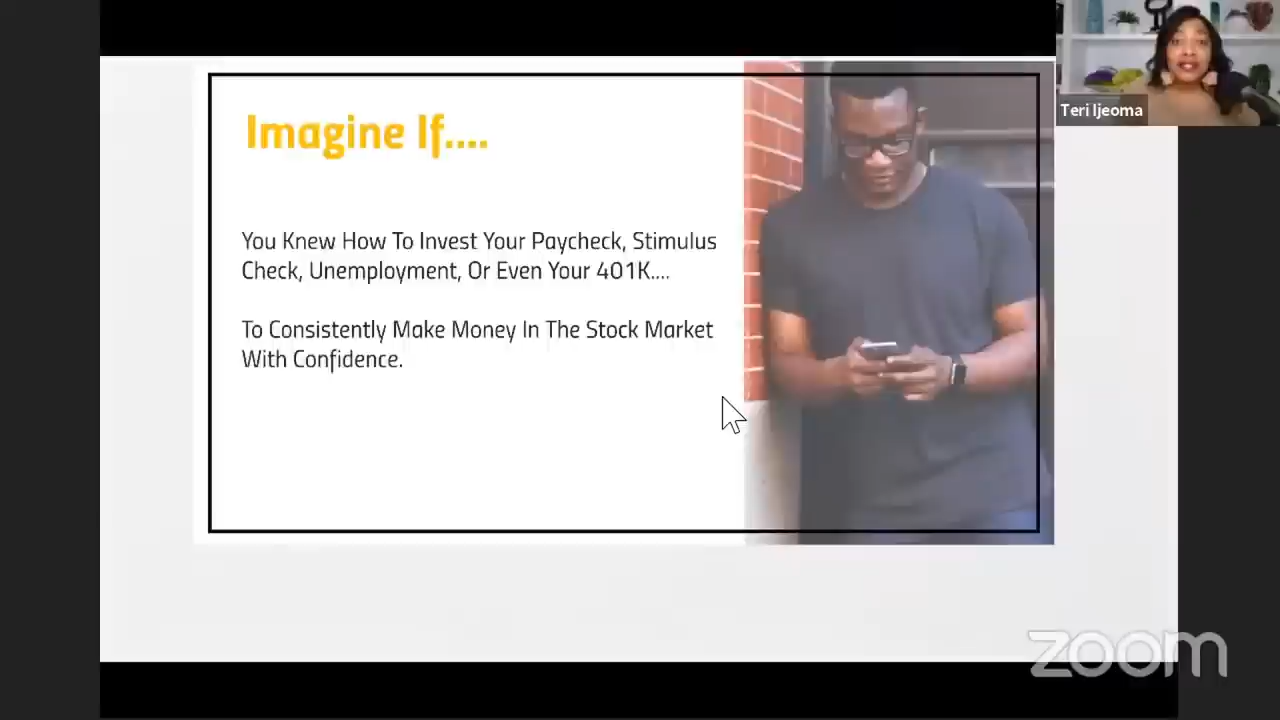 Imagine If....
You Knew How To Invest Your Paycheck, Stimulus
Check, Unemployment, Or Even Your 401K....
To Consistently Make Money In The Stock Market
With Confidence.
Teri Ijeoma
zoom